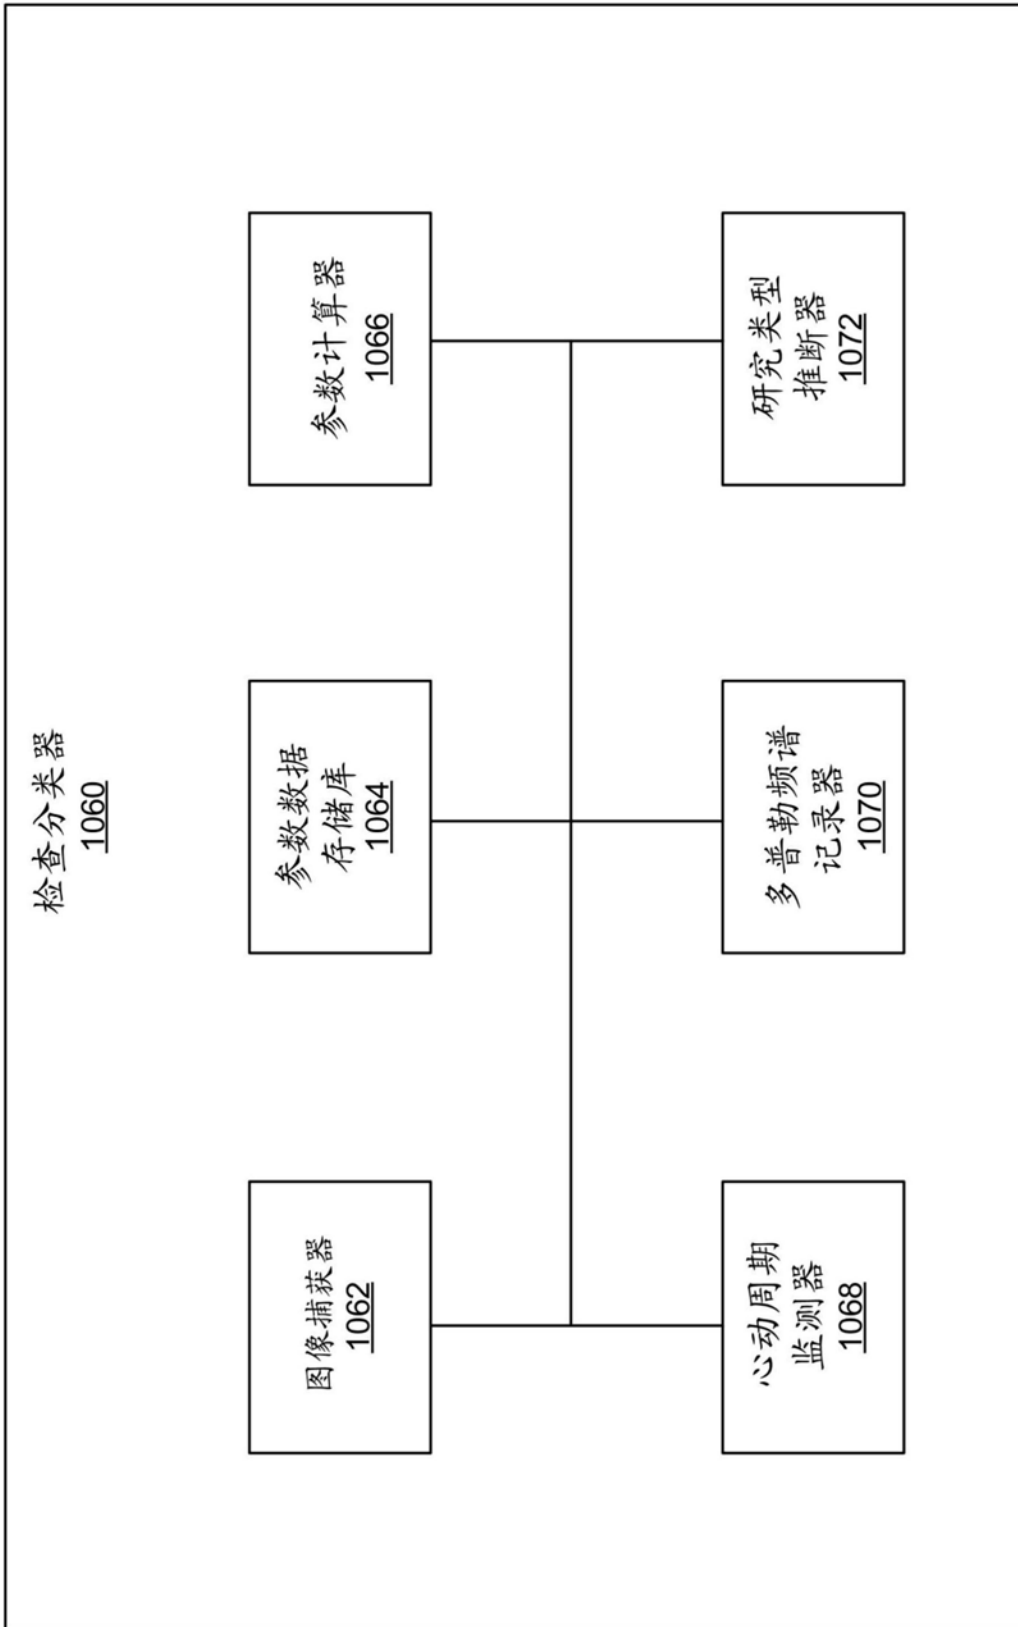 检查分类器
1060
图像捕获器
1062
参数数据
存储库
1064
参数计算器
1066
心动周期
监测器
1068
多普勒频谱
记录器
1070
研究类型
推断器
1072